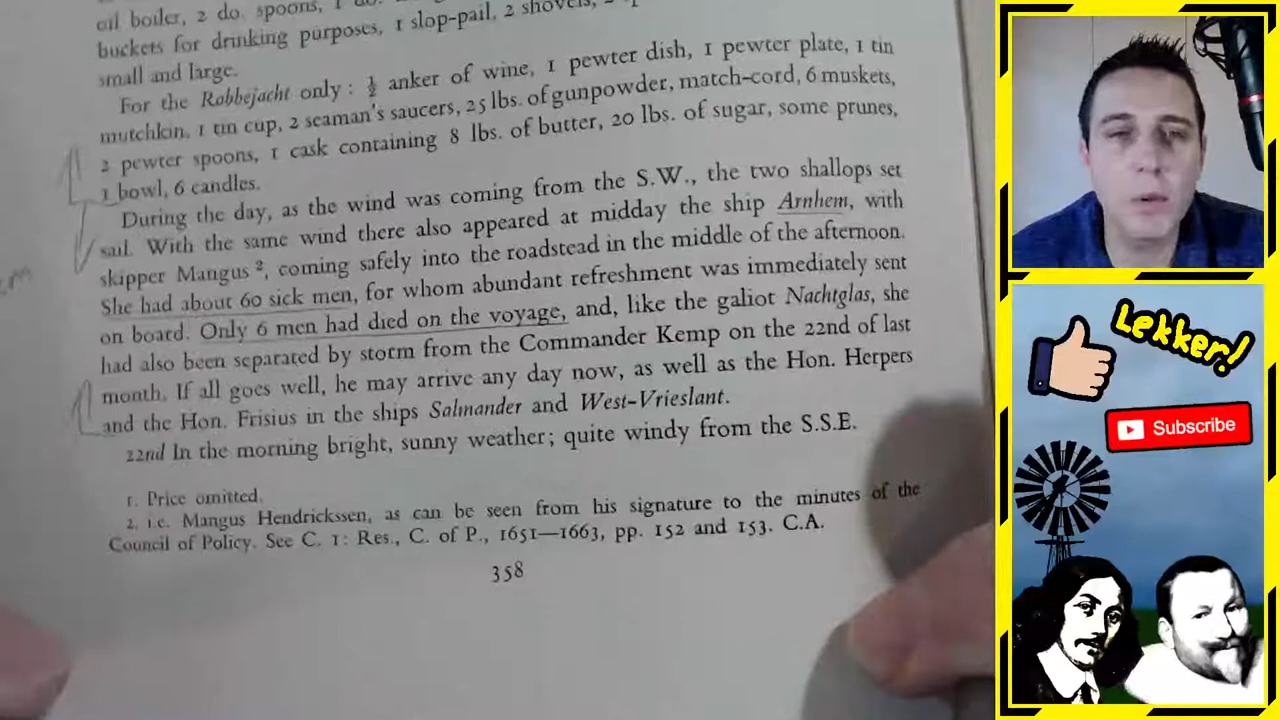 oil boiler, 2 do. spoons, 1 do.
buckets for drinking purposes, 1 slop-pail, 2 shovels, 2
small and large.
For the Robbejacht only : ½ anker of wine, 1 pewter dish, 1 pewter plate, 1 tin
mutchkin, 1 tin cup, 2 seaman's saucers, 25 lbs. of gunpowder, match-cord, 6 muskets,
2 pewter spoons, 1 cask containing 8 lbs. of butter, 20 lbs. of sugar, some prunes,
1 bowl, 6 candles.
During the day, as the wind was coming from the S.W., the two shallops set
sail. With the same wind there also appeared at midday the ship Arnhem, with
skipper Mangus ², coming safely into the roadstead in the middle of the afternoon.
She had about 60 sick men, for whom abundant refreshment was immediately sent
on board. Only 6 men had died on the voyage, and, like the galiot Nachtglas, she
had also been separated by storm from the Commander Kemp on the 22nd of last
month. If all goes well, he may arrive any day now, as well as the Hon. Herpers
and the Hon. Frisius in the ships Salmander and West-Vrieslant.
22nd In the morning bright, sunny weather; quite windy from the S.S.E.
1. Price omitted.
2. i.e. Mangus Hendrickssen, as can be seen from his signature to the minutes of the
Council of Policy. See C. 1: Res., C. of P., 1651—1663, pp. 152 and 153. C.A.
358
Lekker!
Subscribe